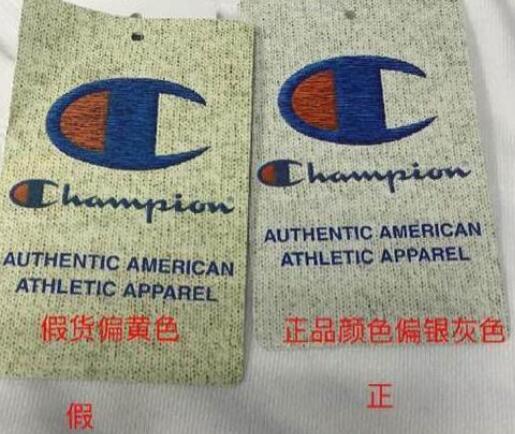 Champion
AUTHENTIC AMERICAN
ATHLETIC APPAREL
假货偏黄色
假
Champion
AUTHENTIC AMERICAN
ATHLETIC APPAREL
正品颜色偏银灰色
正